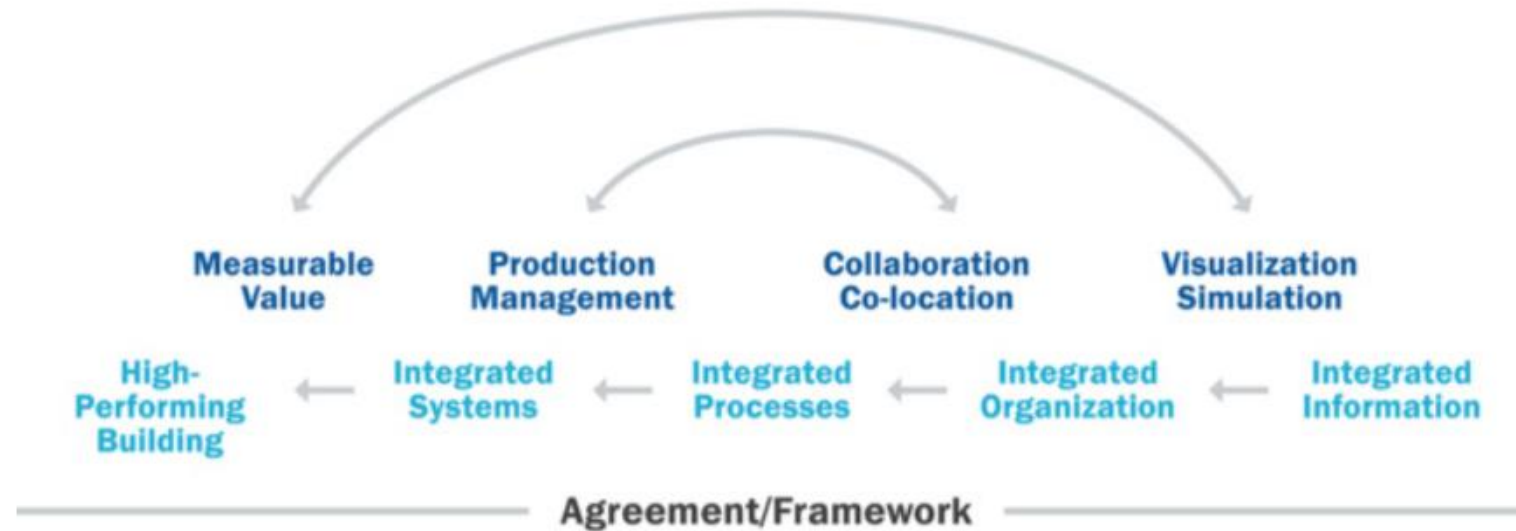 Measurable
Value
Production
Management
Collaboration
Co-location
Visualization
Simulation
High-
Performing
Building
Integrated
Systems
Integrated
Processes
Integrated
Organization
Integrated
Information
Agreement/Framework